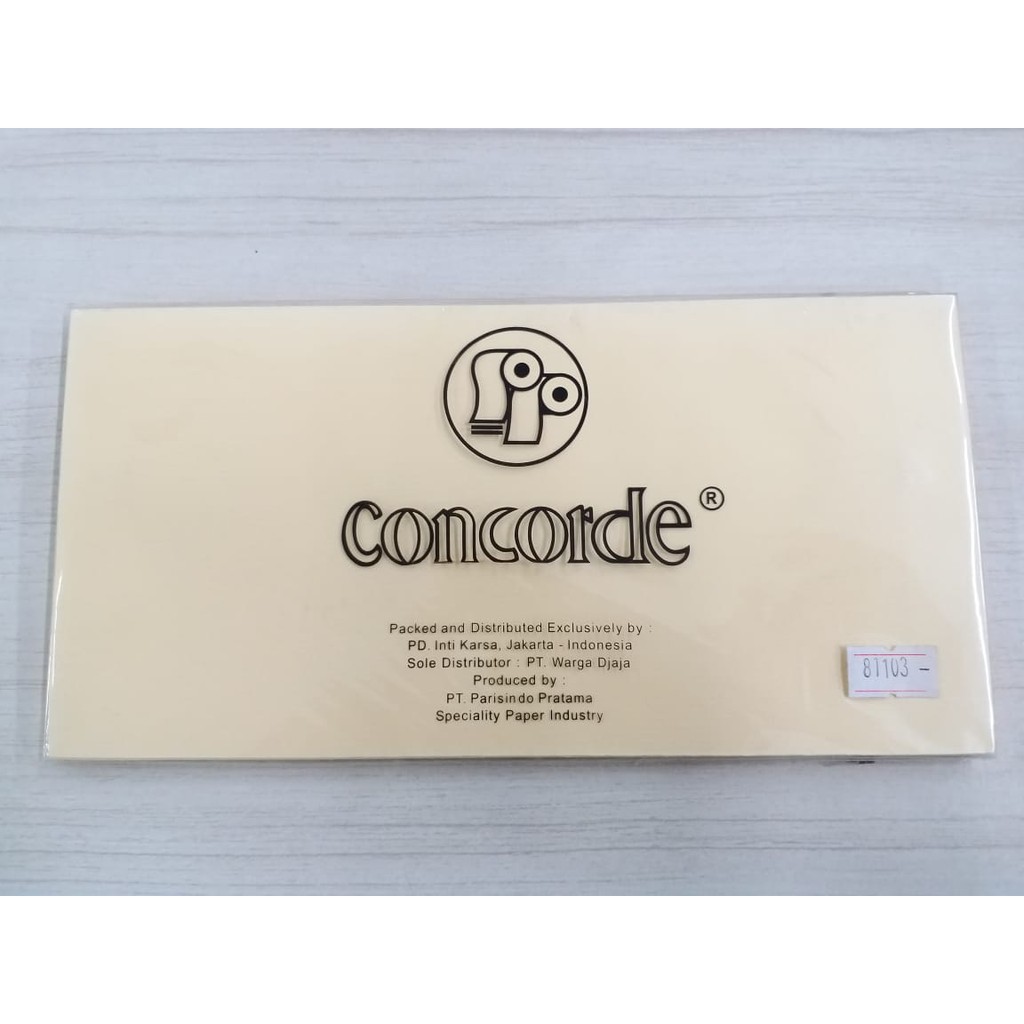 concorde ®
Packed and Distributed Exclusively by :
PD. Inti Karsa, Jakarta - Indonesia
Sole Distributor : PT. Warga Djaja
Produced by :
PT. Parisindo Pratama
Speciality Paper Industry
81103 -